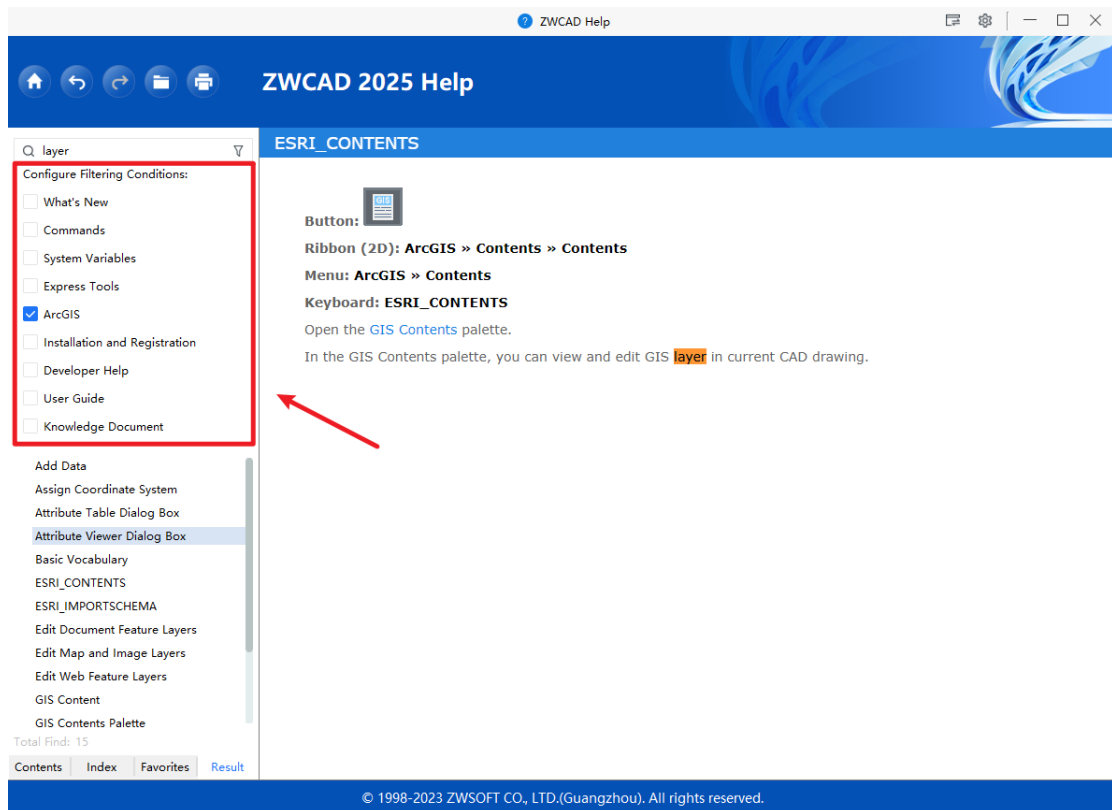 ZWCAD Help
ZWCAD 2025 Help
layer
Configure Filtering Conditions:
What's New
Commands
System Variables
Express Tools
ArcGIS
Installation and Registration
Developer Help
User Guide
Knowledge Document
Add Data
Assign Coordinate System
Attribute Table Dialog Box
Attribute Viewer Dialog Box
Basic Vocabulary
ESRI_CONTENTS
ESRI_IMPORTSCHEMA
Edit Document Feature Layers
Edit Map and Image Layers
Edit Web Feature Layers
GIS Content
GIS Contents Palette
Total Find: 15
Contents Index Favorites Result
ESRI_CONTENTS
GIS
Button:
Ribbon (2D): ArcGIS » Contents » Contents
Menu: ArcGIS » Contents
Keyboard: ESRI_CONTENTS
Open the GIS Contents palette.
In the GIS Contents palette, you can view and edit GIS layer in current CAD drawing.
© 1998-2023 ZWSOFT CO., LTD.(Guangzhou). All rights reserved.